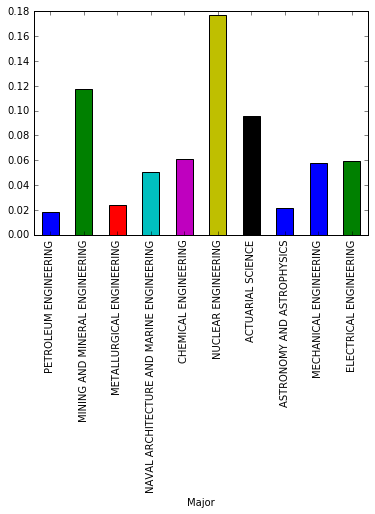 0.18
0.16
0.14
0.12
0.10
0.08
0.06
0.04
0.02
0.00
PETROLEUM ENGINEERING
MINING AND MINERAL ENGINEERING
METALLURGICAL ENGINEERING
NAVAL ARCHITECTURE AND MARINE ENGINEERING
CHEMICAL ENGINEERING
NUCLEAR ENGINEERING
ACTUARIAL SCIENCE
ASTRONOMY AND ASTROPHYSICS
MECHANICAL ENGINEERING
ELECTRICAL ENGINEERING
Major